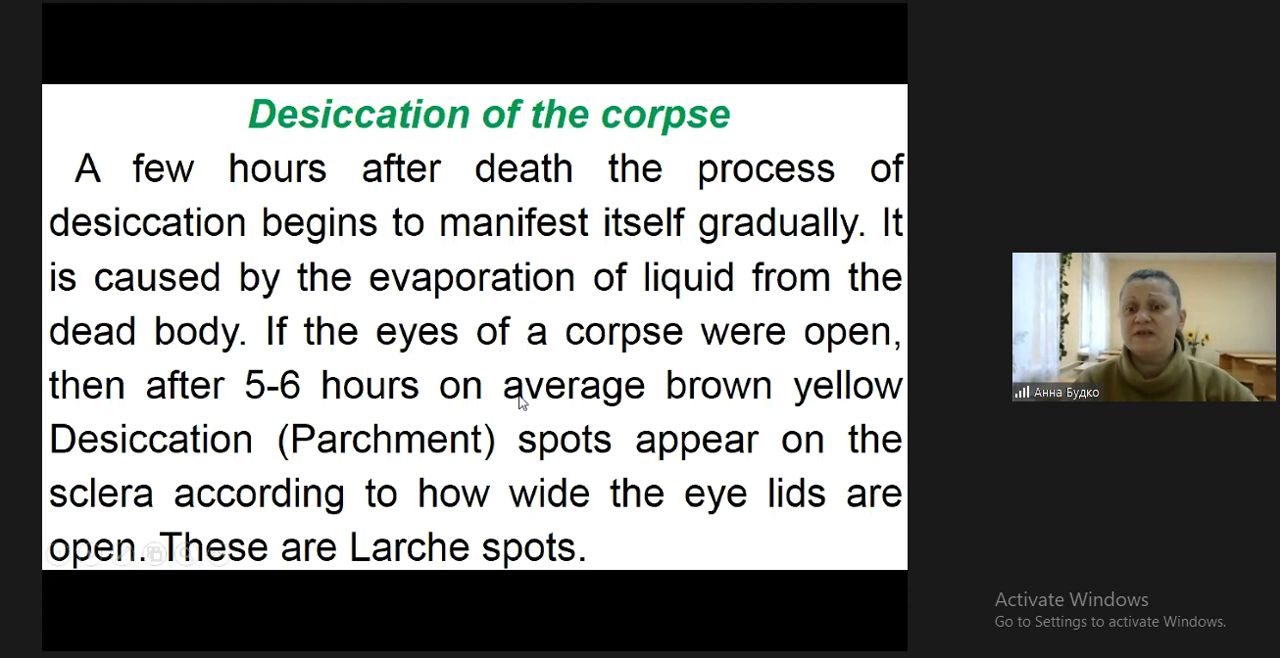 Desiccation of the corpse
A few hours after death the process of
desiccation begins to manifest itself gradually. It
is caused by the evaporation of liquid from the
dead body. If the eyes of a corpse were open,
then after 5-6 hours on average brown yellow
Desiccation (Parchment) spots appear on the
sclera according to how wide the eye lids are
open. These are Larche spots.
Анна Будко
Activate Windows
Go to Settings to activate Windows.